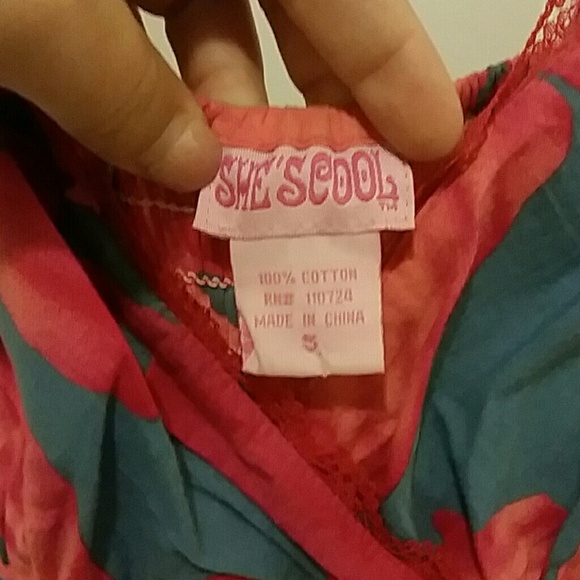 SHE'S COOL
TM
100% COTTON
RN# 110724
MADE IN CHINA
S